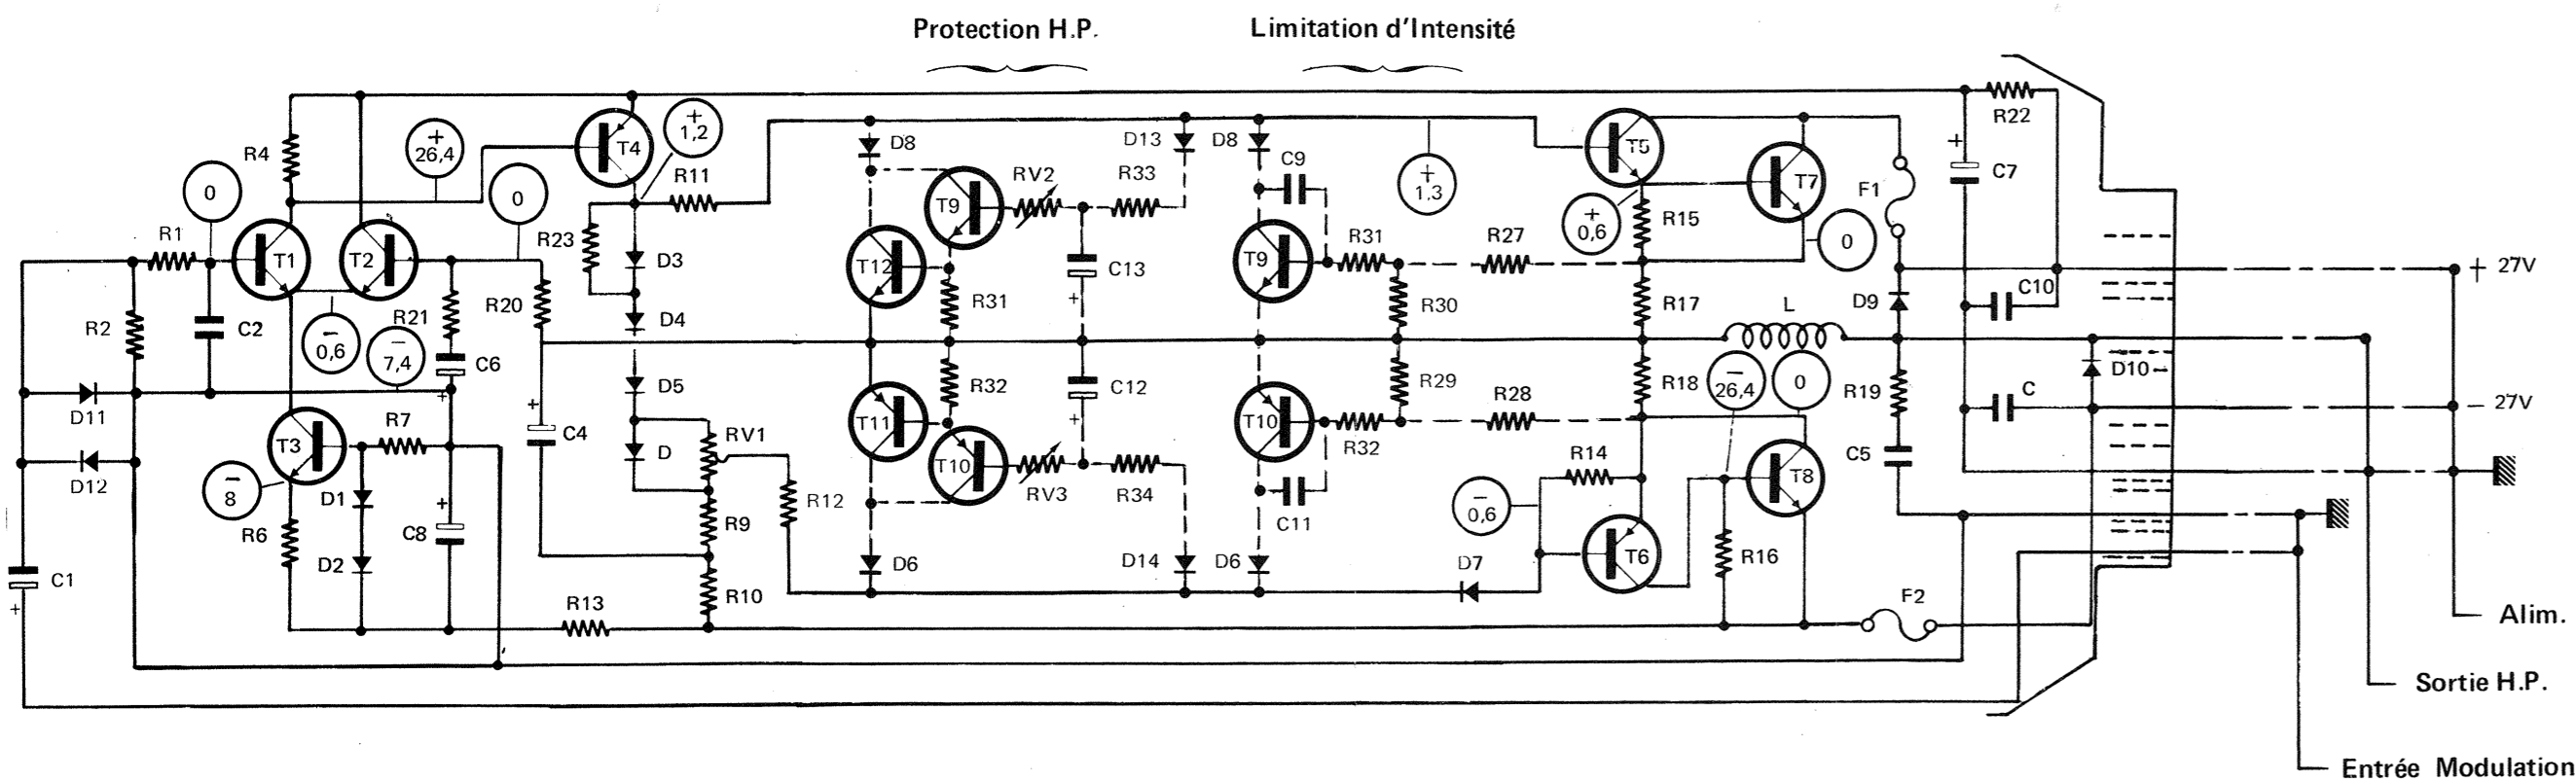 Protection H.P.
Limitation d'Intensité
R4
+
26,4
T4
+
1,2
D8
D13
D8
T5
R22
0
0
R11
RV2
R33
C9
+
1,3
T7
F1
C7
+
R1
T1
T2
R23
D3
T9
T12
C13
+
T9
R31
R27
+
0,6
R15
0
+ 27V
R2
C2
R21
R20
D4
R31
R30
R17
L
D9
C10
−
0,6
−
7,4
C6
+
D5
R32
C12
+
R29
R18
−
26,4
0
R19
C
D10
− 27V
D11
R7
C4
+
RV1
D
T11
T10
RV3
R34
T10
R32
R28
C5
D12
T3
−
8
D1
C8
+
R12
C11
R14
−
0,6
T8
R6
D2
R9
D6
D14
D6
D7
T6
R16
C1
+
R13
R10
F2
Alim.
Sortie H.P.
Entrée Modulation